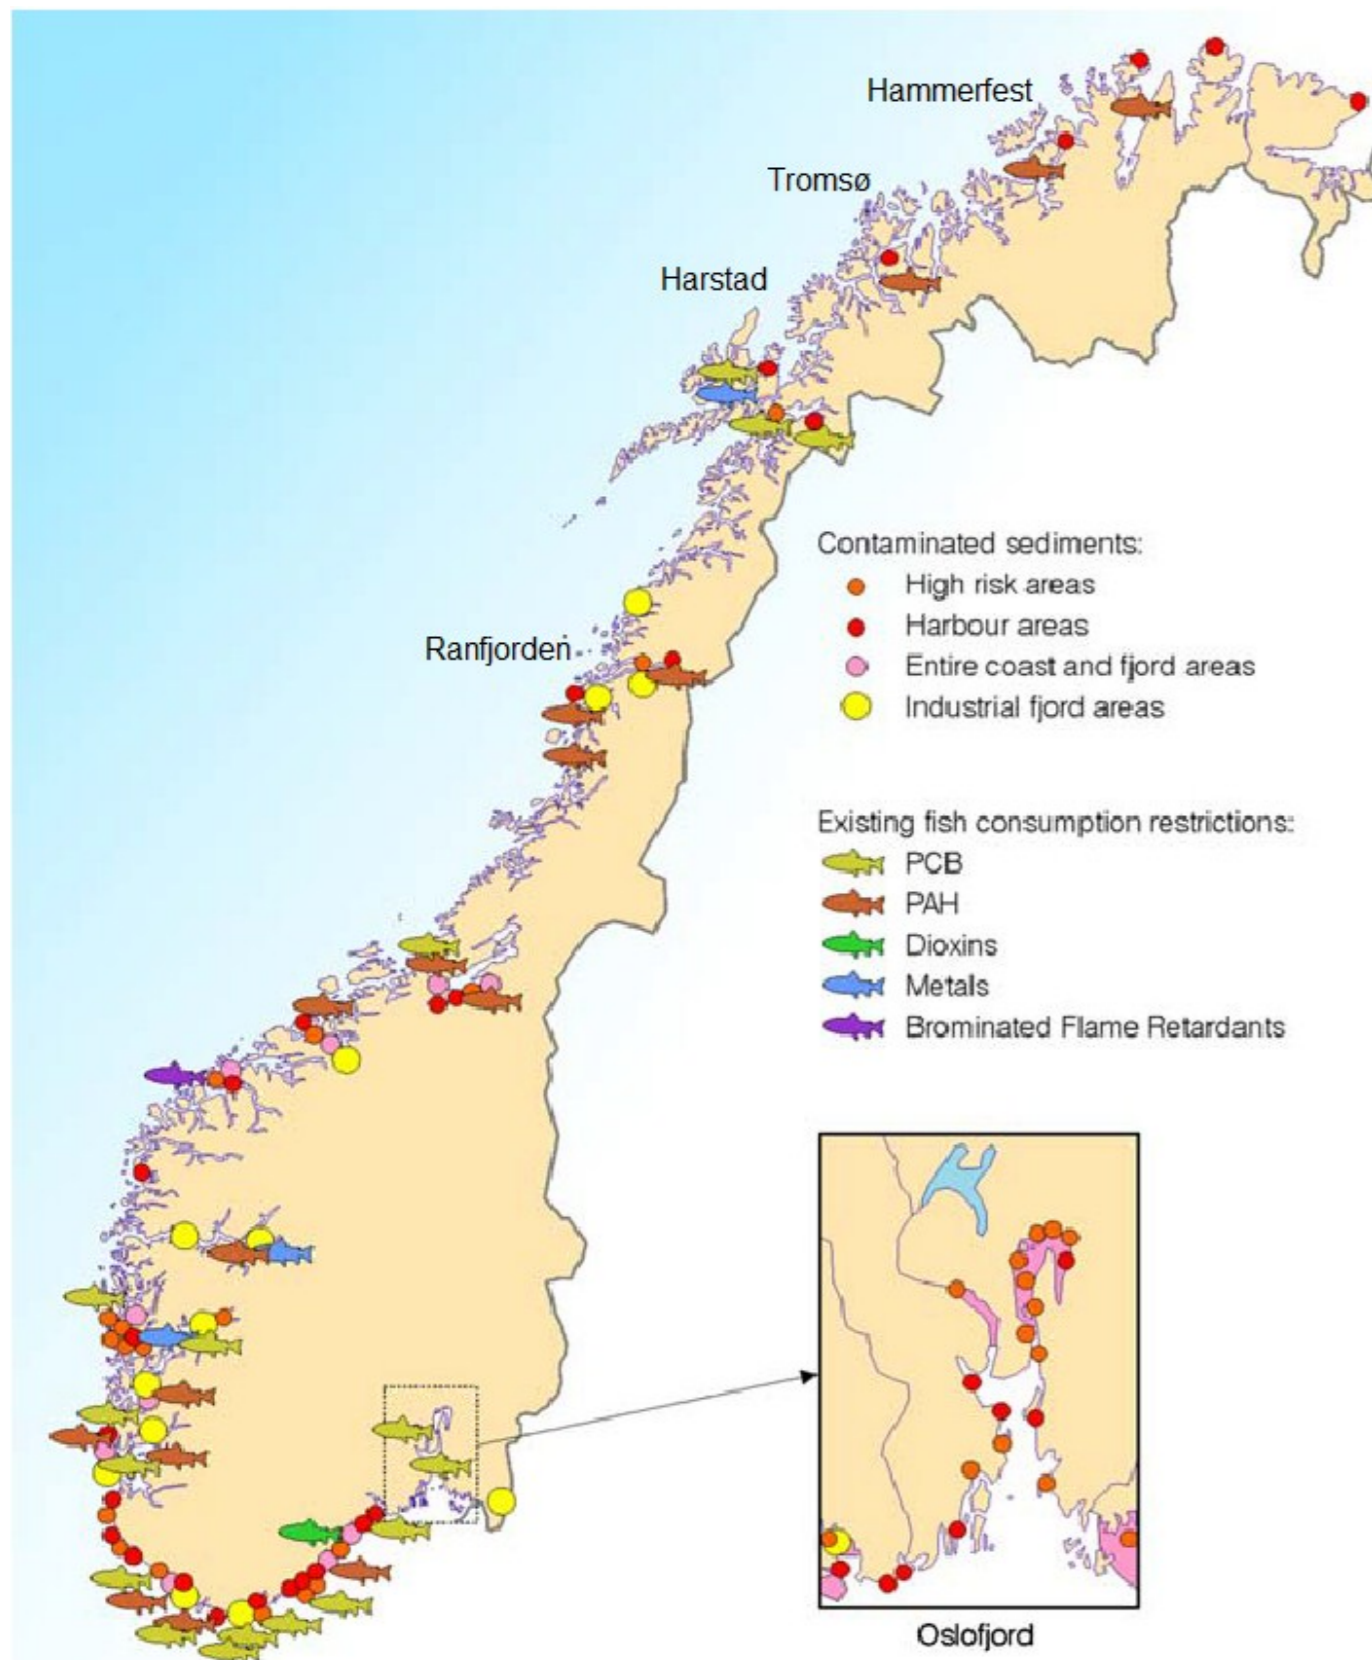 Hammerfest
Tromsø
Harstad
Ranfjorden
Contaminated sediments:
High risk areas
Harbour areas
Entire coast and fjord areas
Industrial fjord areas
Existing fish consumption restrictions:
PCB
PAH
Dioxins
Metals
Brominated Flame Retardants
Oslofjord